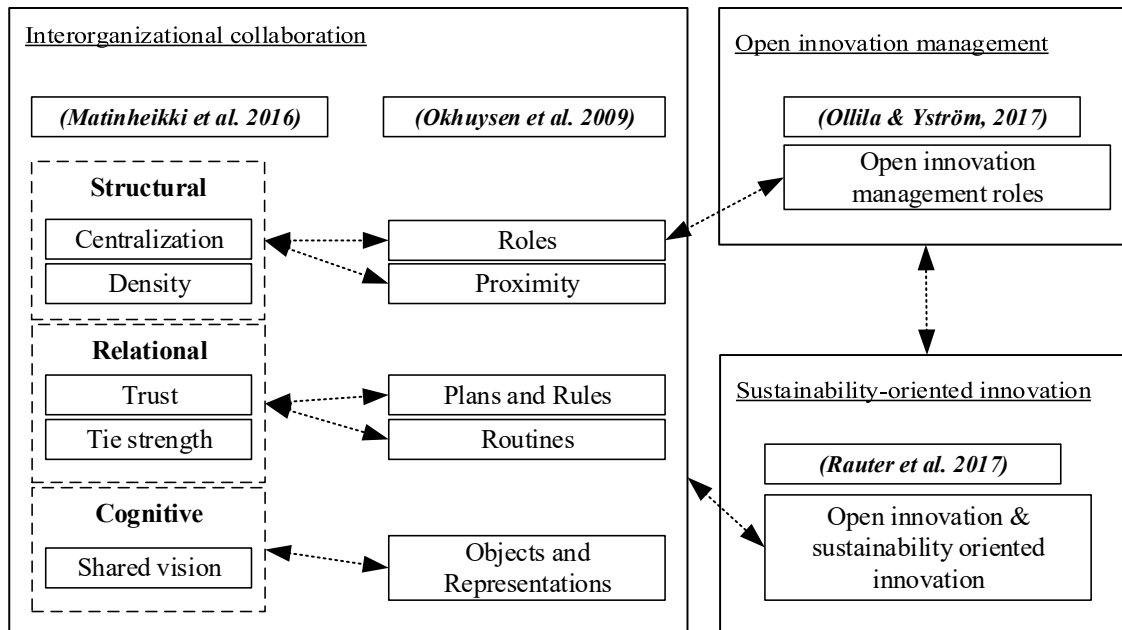 Interorganizational collaboration
(Matinheikki et al. 2016)
(Okhuysen et al. 2009)
Structural
Centralization
Density
Roles
Proximity
Relational
Trust
Tie strength
Plans and Rules
Routines
Cognitive
Shared vision
Objects and
Representations
Open innovation management
(Ollila & Yström, 2017)
Open innovation
management roles
Sustainability-oriented innovation
(Rauter et al. 2017)
Open innovation &
sustainability oriented
innovation